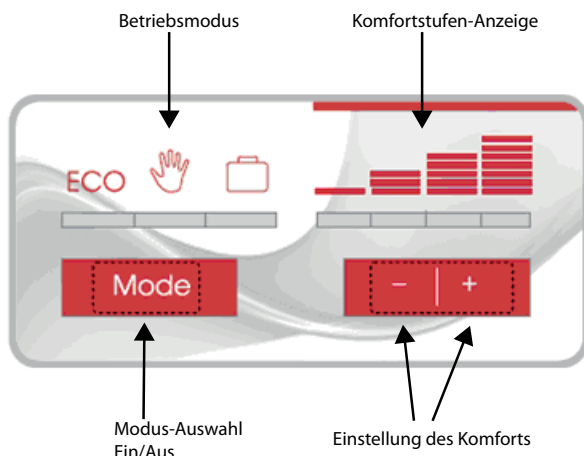 Betriebsmodus
Komfortstufen-Anzeige
ECO
Mode
- +
Modus-Auswahl
Ein/Aus
Einstellung des Komforts